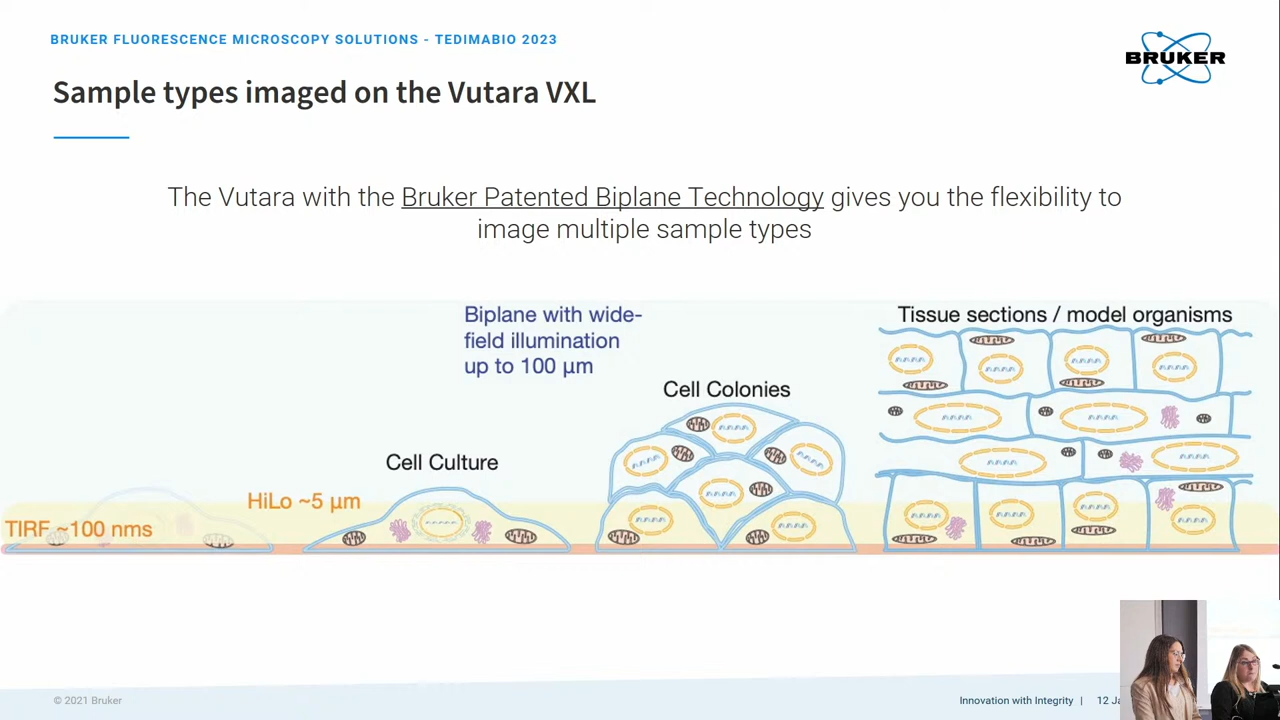 BRUKER FLUORESCENCE MICROSCOPY SOLUTIONS - TEDIMABIO 2023
BRUKER
Sample types imaged on the Vutara VXL
The Vutara with the Bruker Patented Biplane Technology gives you the flexibility to
image multiple sample types
Biplane with wide-
field illumination
up to 100 µm
Tissue sections / model organisms
Cell Colonies
Cell Culture
HiLo ~5 µm
TIRF ~100 nms
© 2021 Bruker
Innovation with Integrity |
12